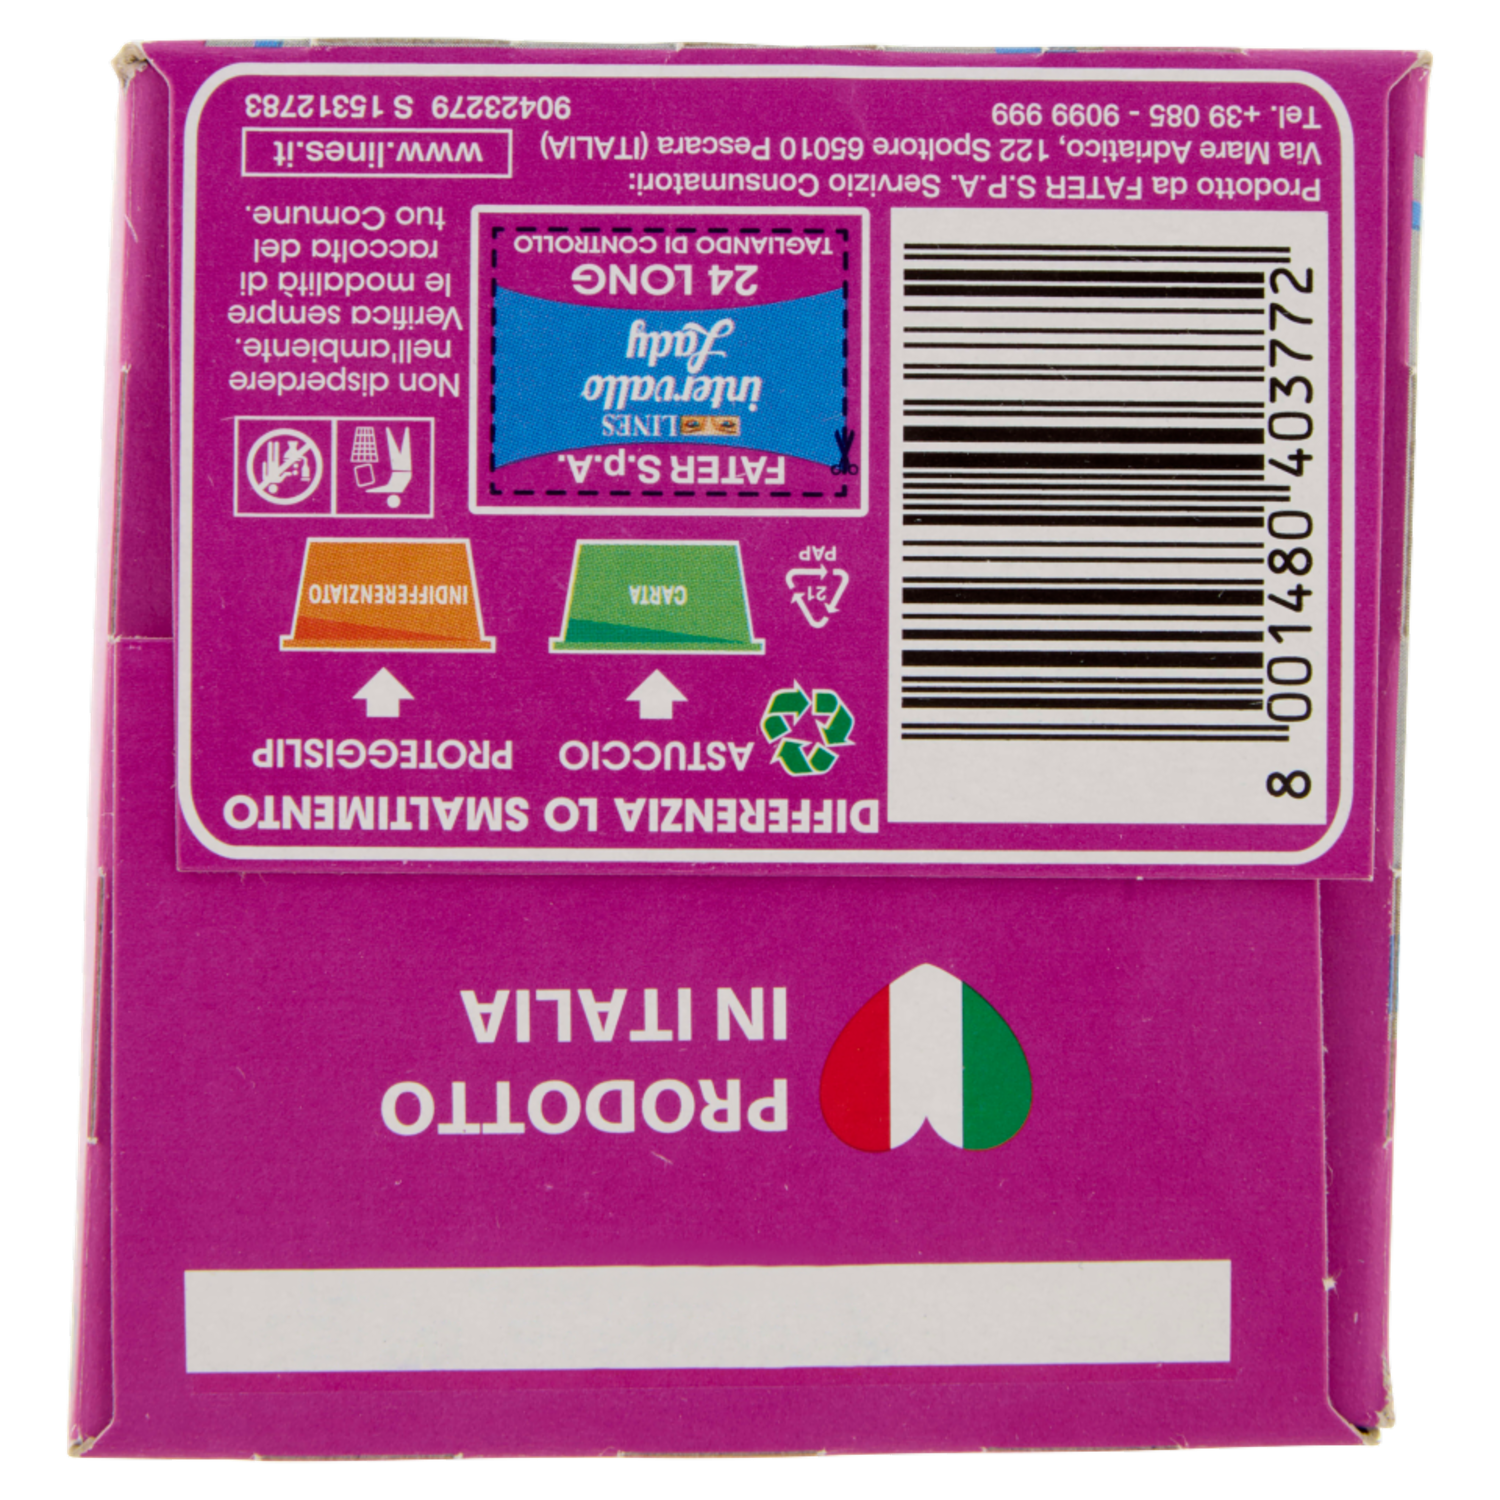 PRODOTTO
IN ITALIA
DIFFERENZIA LO SMALTIMENTO
ASTUCCIO
PROTEGGISLIP
21
PAP
CARTA
INDIFFERENZIATO
FATER S.p.A.
LINES
intervallo
Lady
24 LONG
TAGLIANDO DI CONTROLLO
Non disperdere
nell'ambiente.
Verifica sempre
le modalità di
raccolta del
tuo Comune.
8 001480 403772
Prodotto da FATER S.P.A. Servizio Consumatori:
Via Mare Adriatico, 122 Spoltore 65010 Pescara (ITALIA)
Tel. +39 085 - 9099 999
www.lines.it
90423279 S 15312783